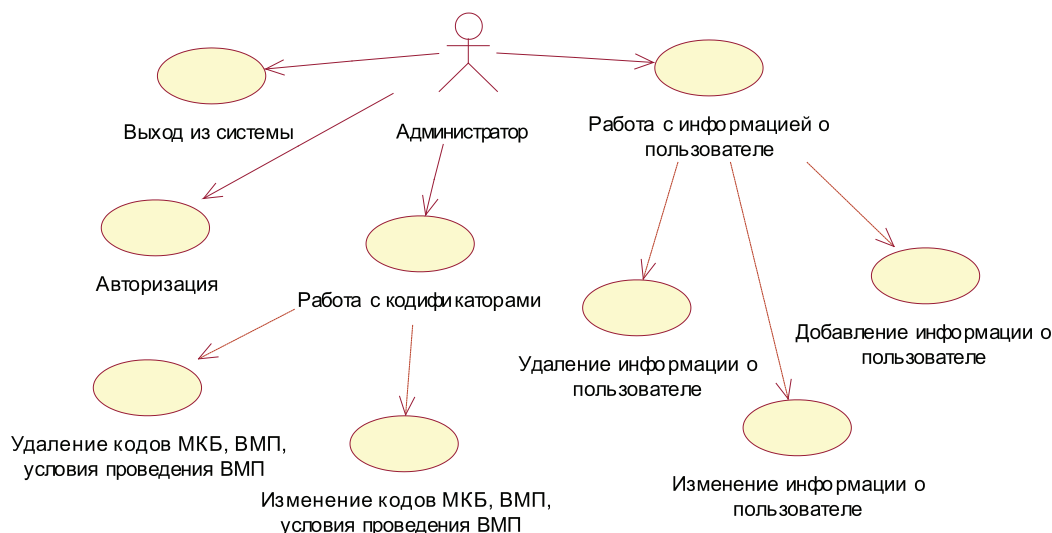 Выход из системы
Администратор
Работа с информацией о
пользователе
Авторизация
Работа с кодификаторами
Удаление информации о
пользователе
Добавление информации о
пользователе
Удаление кодов МКБ, ВМП,
условия проведения ВМП
Изменение кодов МКБ, ВМП,
условия проведения ВМП
Изменение информации о
пользователе